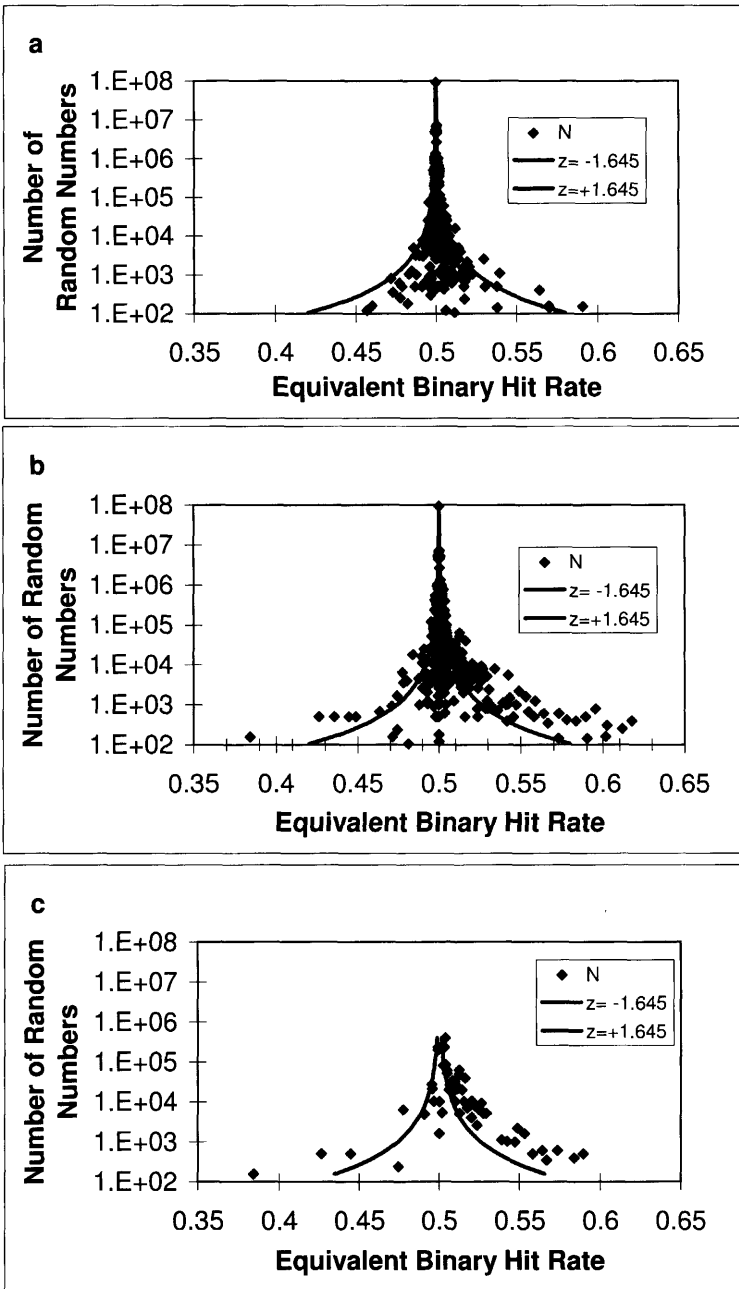 a
Number of
Random Numbers
1.E+08
1.E+07
1.E+06
1.E+05
1.E+04
1.E+03
1.E+02
N
z= -1.645
z=+1.645
0.35 0.4 0.45 0.5 0.55 0.6 0.65
Equivalent Binary Hit Rate
b
Number of Random
Numbers
1.E+08
1.E+07
1.E+06
1.E+05
1.E+04
1.E+03
1.E+02
N
z= -1.645
z=+1.645
0.35 0.4 0.45 0.5 0.55 0.6 0.65
Equivalent Binary Hit Rate
c
Number of Random
Numbers
1.E+08
1.E+07
1.E+06
1.E+05
1.E+04
1.E+03
1.E+02
N
z= -1.645
z=+1.645
0.35 0.4 0.45 0.5 0.55 0.6 0.65
Equivalent Binary Hit Rate